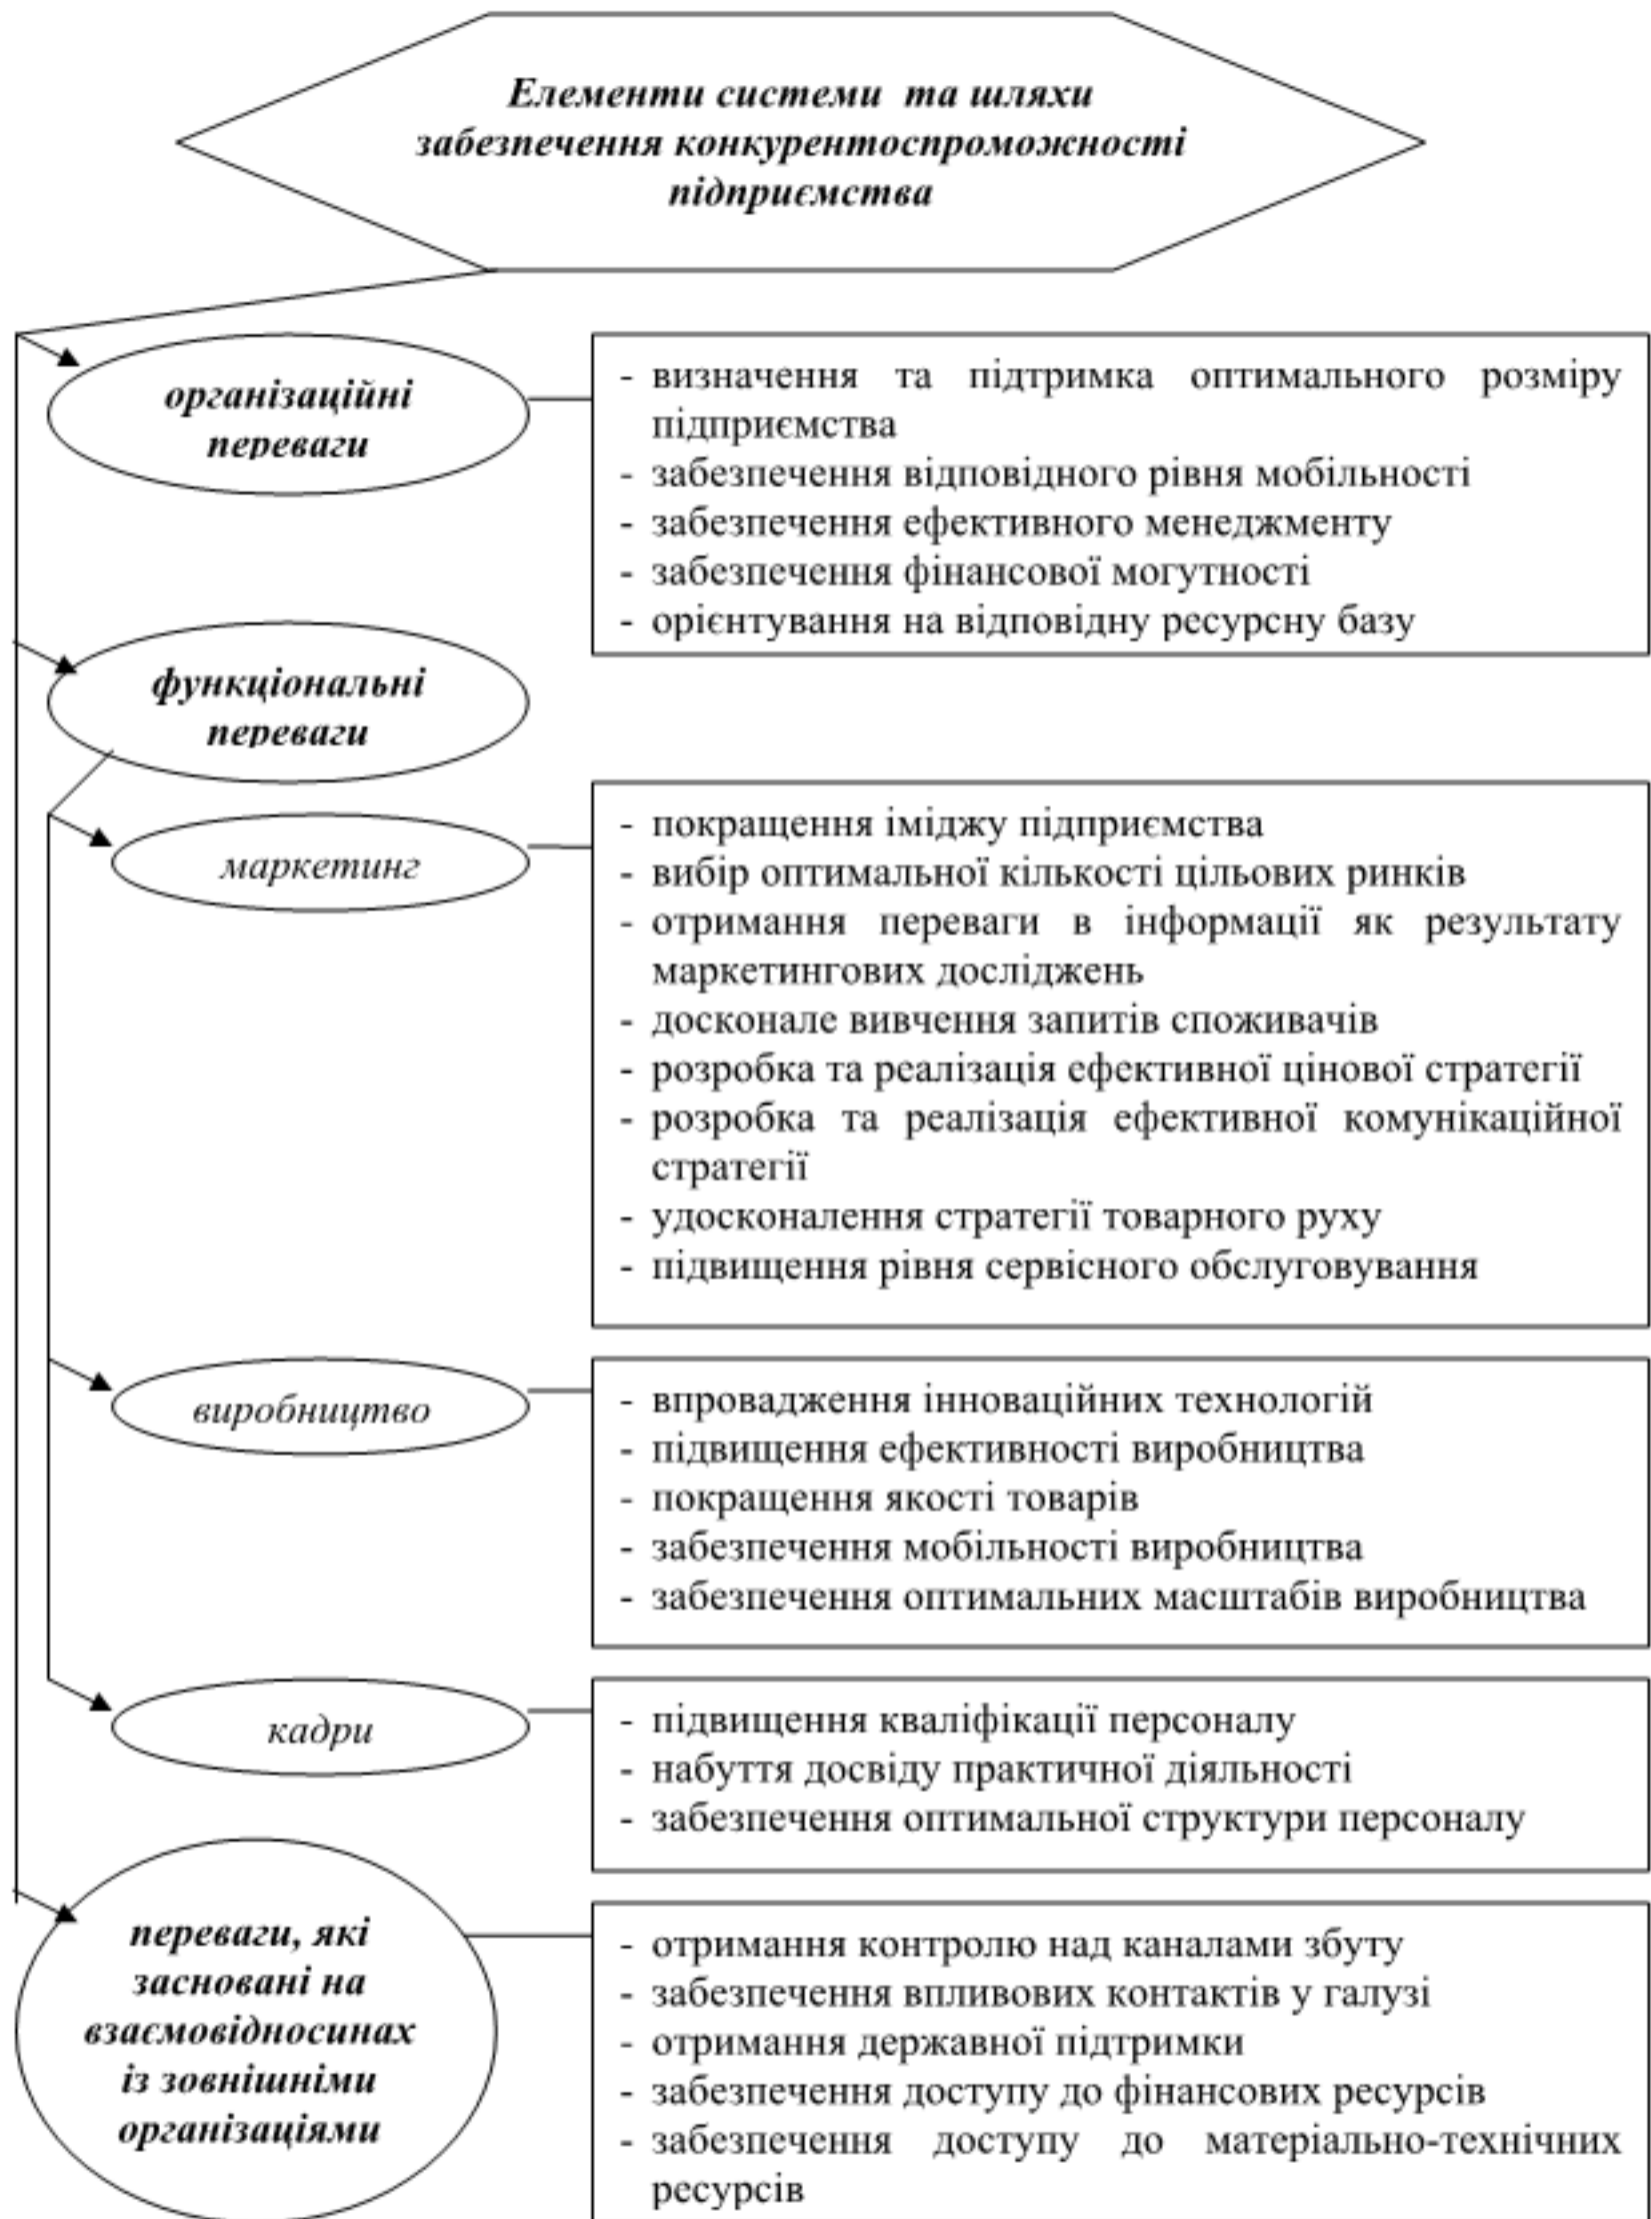 Елементи системи та шляхи
забезпечення конкурентоспроможності
підприємства
організаційні
переваги
- визначення та підтримка оптимального розміру
підприємства
- забезпечення відповідного рівня мобільності
- забезпечення ефективного менеджменту
- забезпечення фінансової могутності
- орієнтування на відповідну ресурсну базу
функціональні
переваги
маркетинг
- покращення іміджу підприємства
- вибір оптимальної кількості цільових ринків
- отримання переваги в інформації як результату
маркетингових досліджень
- досконале вивчення запитів споживачів
- розробка та реалізація ефективної цінової стратегії
- розробка та реалізація ефективної комунікаційної
стратегії
- удосконалення стратегії товарного руху
- підвищення рівня сервісного обслуговування
виробництво
- впровадження інноваційних технологій
- підвищення ефективності виробництва
- покращення якості товарів
- забезпечення мобільності виробництва
- забезпечення оптимальних масштабів виробництва
кадри
- підвищення кваліфікації персоналу
- набуття досвіду практичної діяльності
- забезпечення оптимальної структури персоналу
переваги, які
засновані на
взаємовідносинах
із зовнішніми
організаціями
- отримання контролю над каналами збуту
- забезпечення впливових контактів у галузі
- отримання державної підтримки
- забезпечення доступу до фінансових ресурсів
- забезпечення доступу до матеріально-технічних
ресурсів